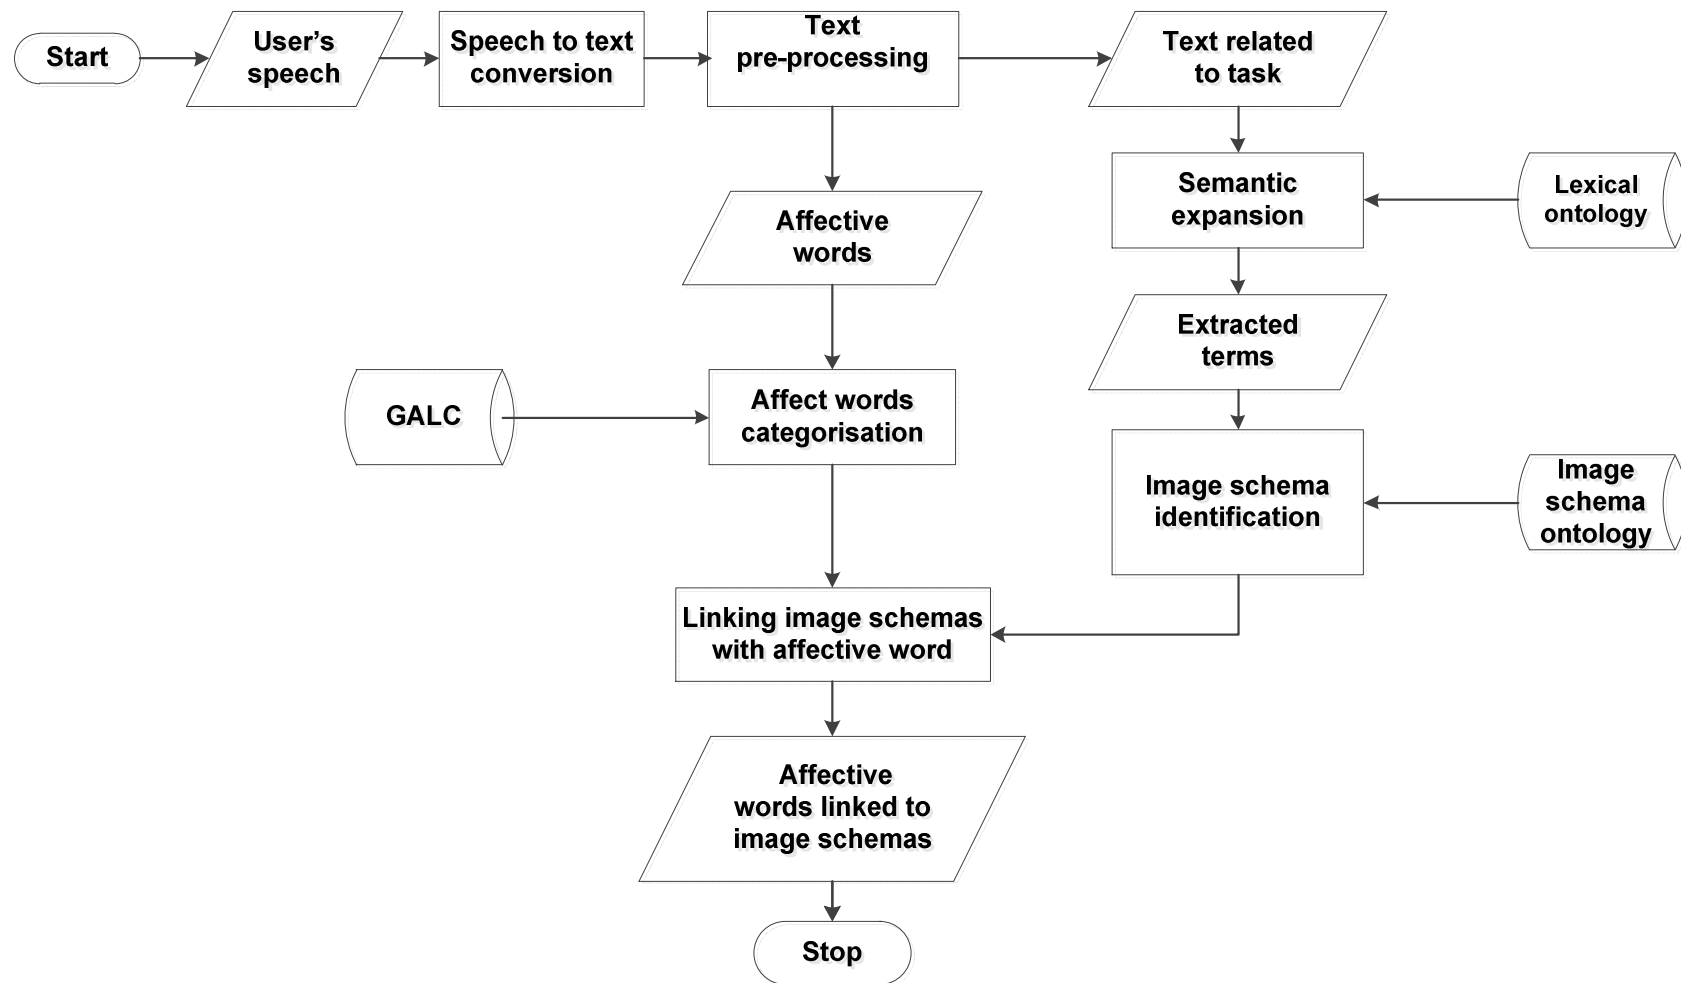 Start
User's
speech
Speech to text
conversion
Text
pre-processing
Text related
to task
Affective
words
Semantic
expansion
Lexical
ontology
Extracted
terms
GALC
Affect words
categorisation
Image schema
identification
Image
schema
ontology
Linking image schemas
with affective word
Affective
words linked to
image schemas
Stop